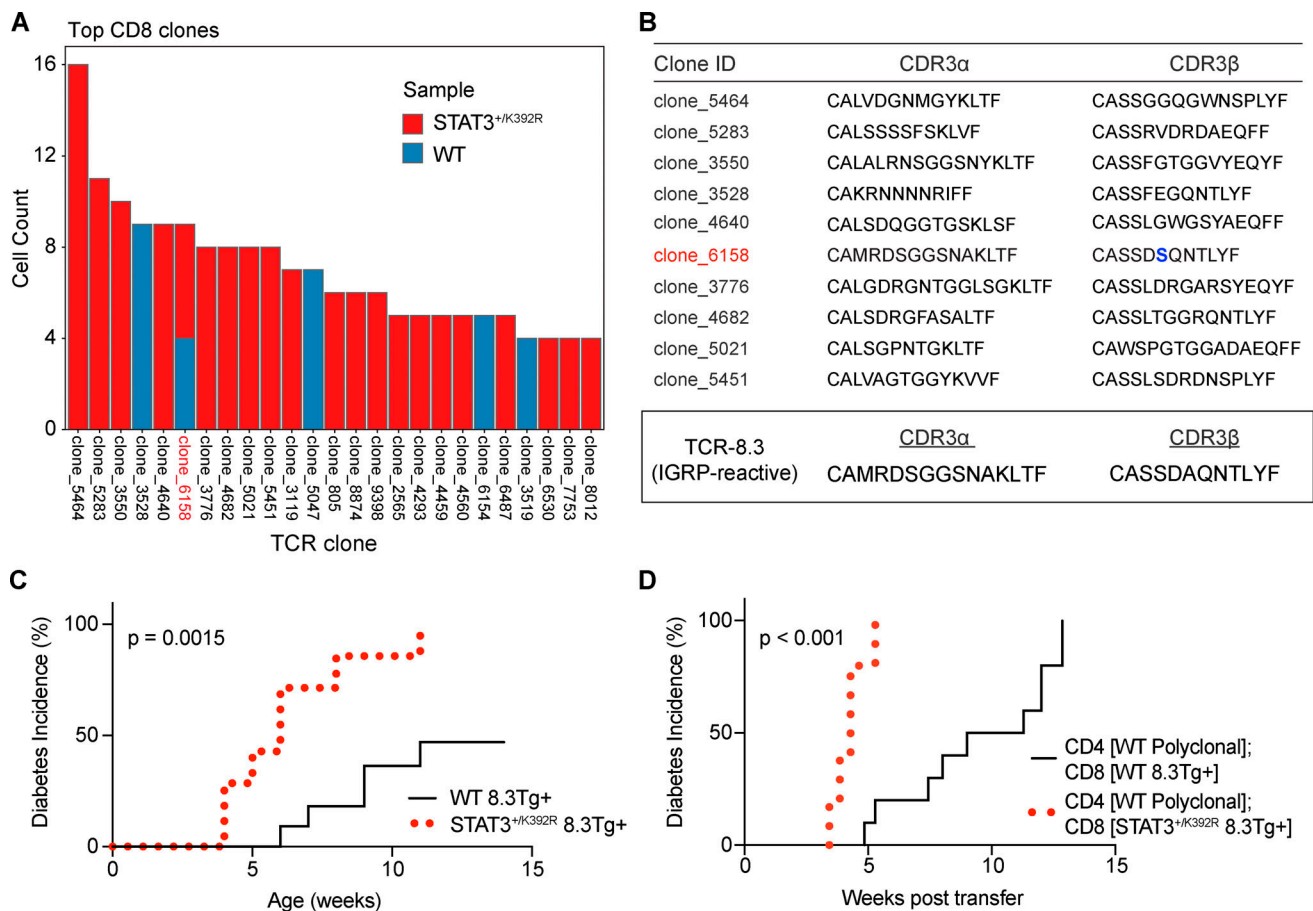 A
Top CD8 clones
16
12
8
4
0
Cell Count
Sample
STAT3+/K392R
WT
clone_5464
clone_5283
clone_3550
clone_3528
clone_4640
clone_6158
clone_3776
clone_4682
clone_5021
clone_5451
clone_3119
clone_5047
clone_805
clone_8874
clone_9398
clone_2565
clone_4293
clone_4459
clone_4560
clone_6154
clone_6487
clone_3519
clone_6530
clone_7753
clone_8012
TCR clone
B
Clone ID CDR3α CDR3β
clone_5464 CALVDGNMGYKLTF CASSGGQGWNSPLYF
clone_5283 CALSSSSFSKLVF CASSRVDRDAEQFF
clone_3550 CALALRNSGGSNYKLTF CASSFGTGGVYEQYF
clone_3528 CAKRNNNNRIFF CASSFEGQNTLYF
clone_4640 CALSDQGGTGSKLSF CASSLGWGSYAEQFF
clone_6158 CAMRDSGGSNAKLTF CASSDSQNTLYF
clone_3776 CALGDRGNTGGLSGKLTF CASSLDRGARSYEQYF
clone_4682 CALSDRGFASALTF CASSLTGGRQNTLYF
clone_5021 CALSGPNTGKLTF CAWSPGTGGADAEQFF
clone_5451 CALVAGTGGYKVVF CASSLSDRDNSPLYF
TCR-8.3
(IGRP-reactive)
CDR3α CDR3β
CAMRDSGGSNAKLTF CASSDAQNTLYF
C
100
50
0
Diabetes Incidence (%)
p = 0.0015
WT 8.3Tg+
STAT3+/K392R 8.3Tg+
0 5 10 15
Age (weeks)
D
100
50
0
Diabetes Incidence (%)
p < 0.001
CD4 [WT Polyclonal];
CD8 [WT 8.3Tg+]
CD4 [WT Polyclonal];
CD8 [STAT3+/K392R 8.3Tg+]
0 5 10 15
Weeks post transfer